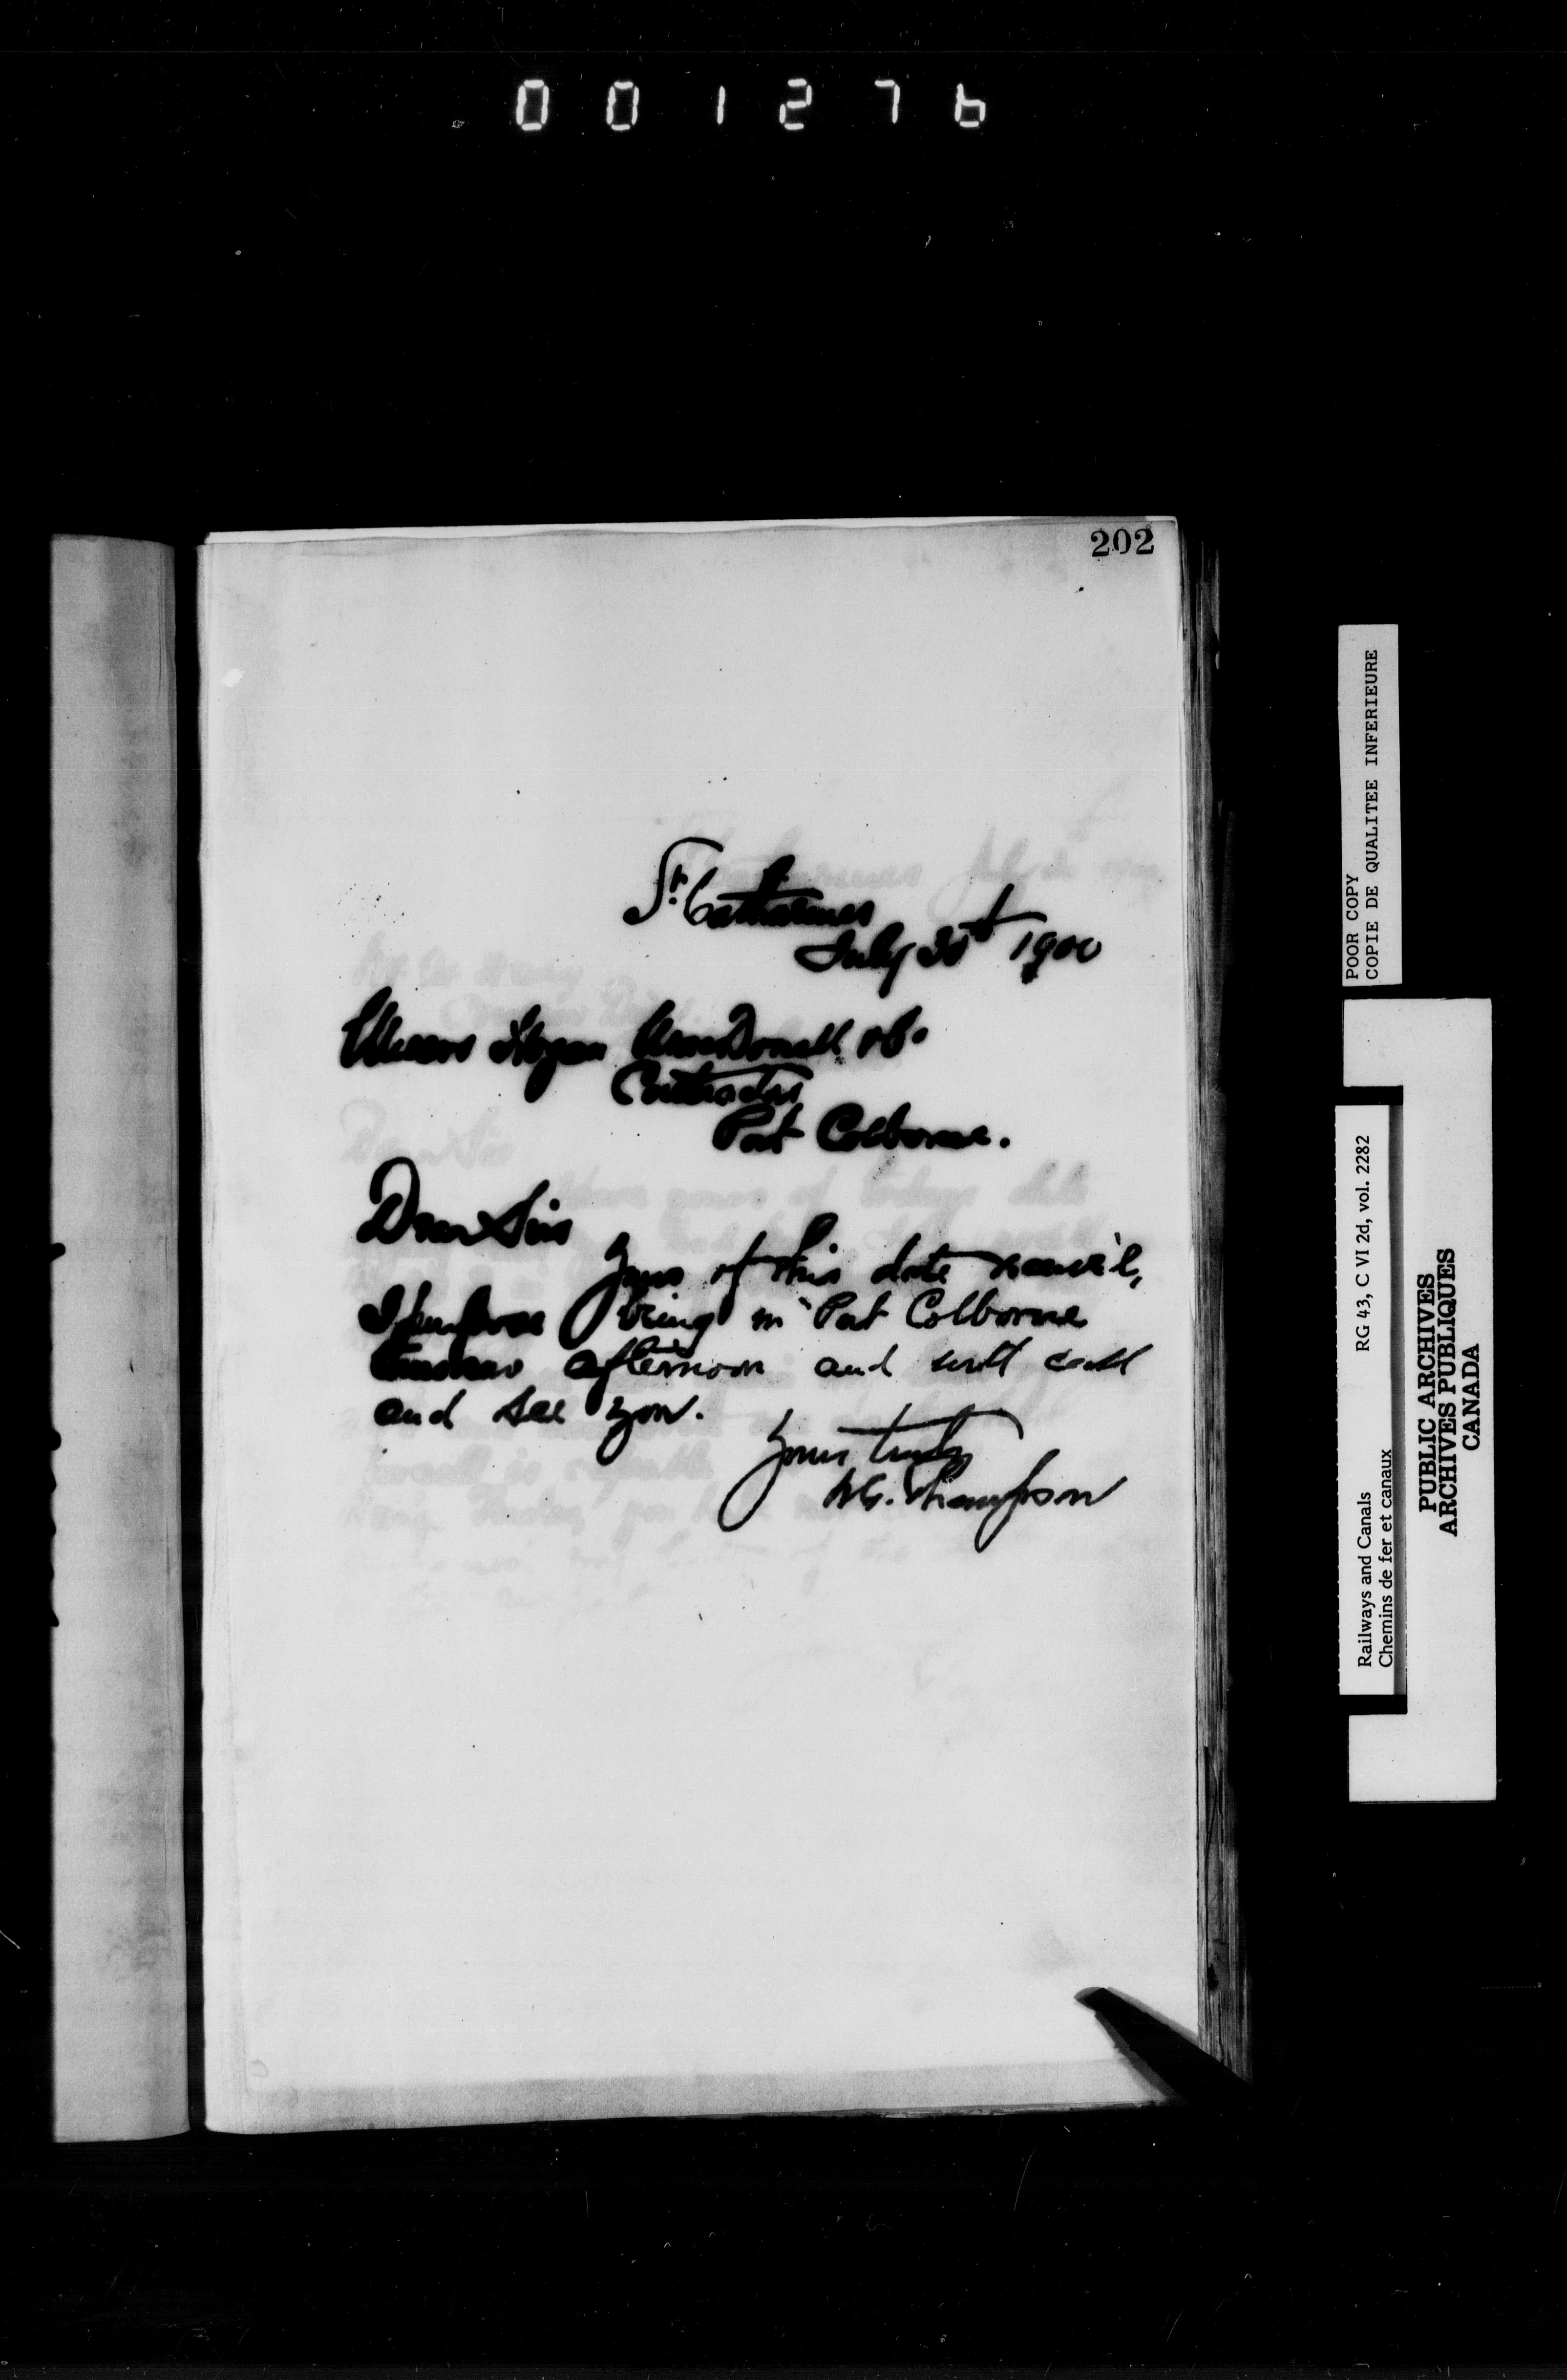 001276
202
St. Catharines
July 30th 1900
Messrs Hogan MacDonell & Co.
Contractors
Port Colborne.
Dear Sirs
Yours of this date received,
I purpose being in Port Colborne
afternoon and will call
and see you.
Yours truly
W.G. Thompson
POOR COPY
COPIE DE QUALITEE INFERIEURE
Railways and Canals RG 43, C VI 2d, vol. 2282
Chemins de fer et canaux
PUBLIC ARCHIVES
ARCHIVES PUBLIQUES
CANADA